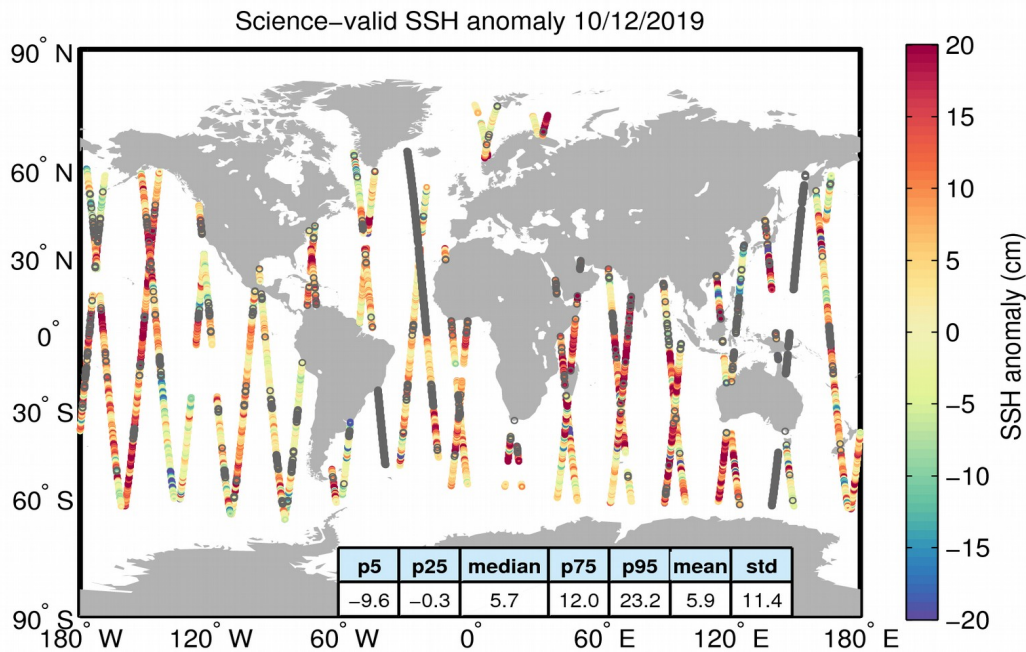 Science−valid SSH anomaly 10/12/2019
90° N
60° N
30° N
0°
30° S
60° S
90° S
180° W
120° W
60° W
0°
60° E
120° E
180° E
p5 p25 median p75 p95 mean std
−9.6 −0.3 5.7 12.0 23.2 5.9 11.4
20
15
10
5
0
−5
−10
−15
−20
SSH anomaly (cm)